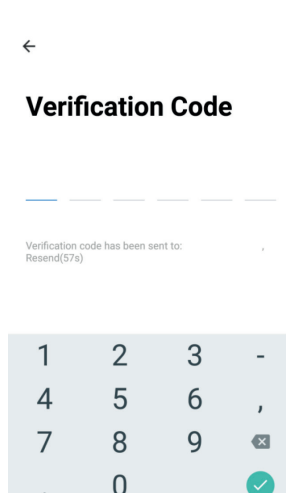 Verification Code
Verification code has been sent to: ,
Resend(57s)
1 2 3 -
4 5 6 ,
7 8 9
. 0